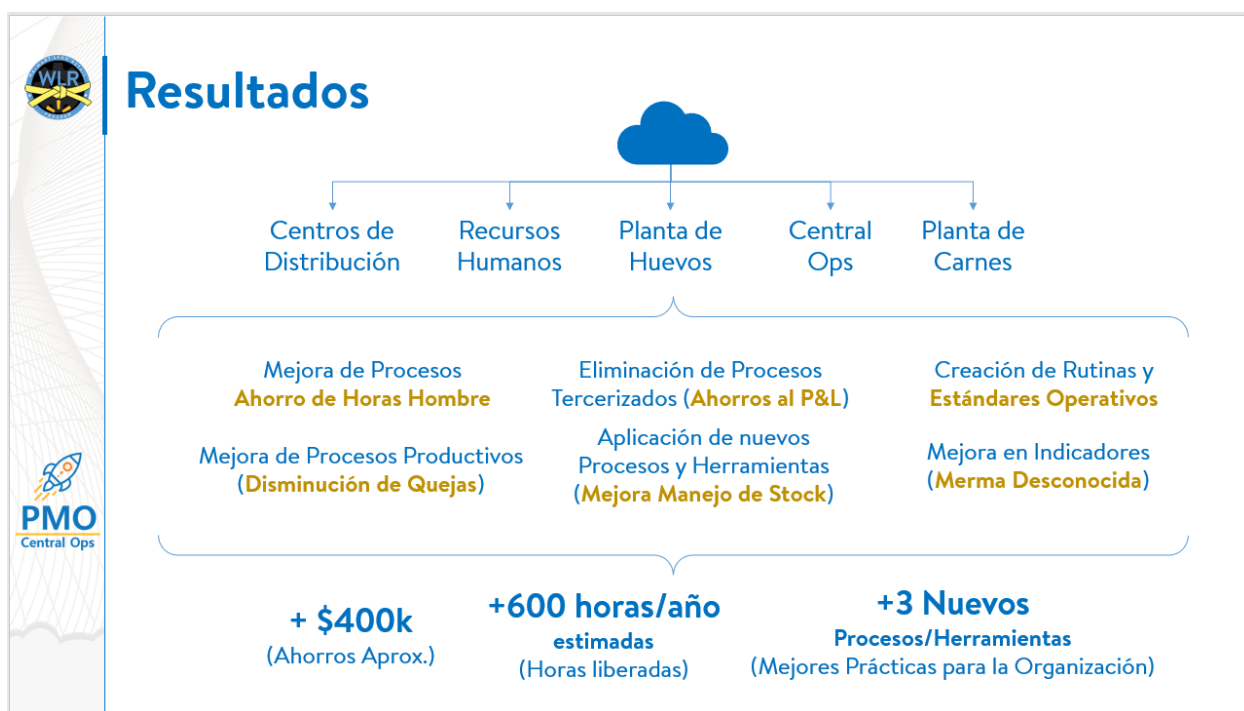 WLR
PROGRAM
Resultados
Centros de
Distribución
Recursos
Humanos
Planta de
Huevos
Central
Ops
Planta de
Carnes
Mejora de Procesos
Ahorro de Horas Hombre
Eliminación de Procesos
Tercerizados (Ahorros al P&L)
Creación de Rutinas y
Estándares Operativos
Mejora de Procesos Productivos
(Disminución de Quejas)
Aplicación de nuevos
Procesos y Herramientas
(Mejora Manejo de Stock)
Mejora en Indicadores
(Merma Desconocida)
PMO
Central Ops
+ $400k
(Ahorros Aprox.)
+600 horas/año
estimadas
(Horas liberadas)
+3 Nuevos
Procesos/Herramientas
(Mejores Prácticas para la Organización)